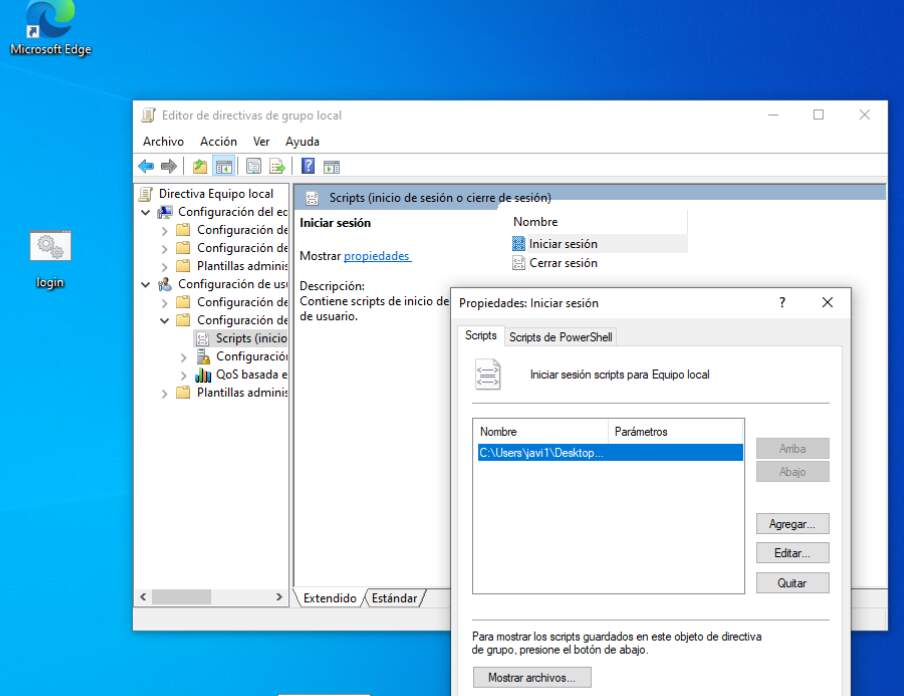 Microsoft Edge
login
Editor de directivas de grupo local
Archivo Acción Ver Ayuda
Directiva Equipo local
Configuración del ec
Configuración de
Configuración de
Plantillas adminis
Configuración de usu
Configuración de
Configuración de
Scripts (inicio
Configuración
QoS basada e
Plantillas adminis
Scripts (inicio de sesión o cierre de sesión)
Iniciar sesión
Mostrar propiedades
Descripción:
Contiene scripts de inicio de
de usuario.
Nombre
Iniciar sesión
Cerrar sesión
Extendido Estándar
Propiedades: Iniciar sesión
Scripts Scripts de PowerShell
Iniciar sesión scripts para Equipo local
Nombre Parámetros
C:\Users\javi1\Desktop...
Arriba
Abajo
Agregar...
Editar...
Quitar
Para mostrar los scripts guardados en este objeto de directiva
de grupo, presione el botón de abajo.
Mostrar archivos...